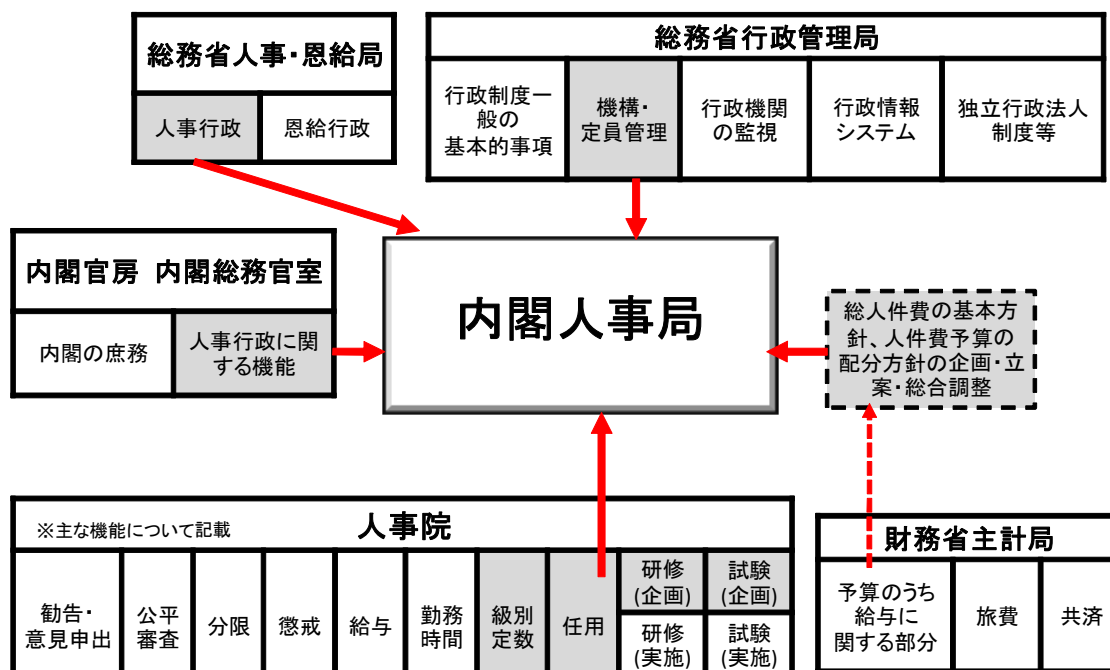 総務省人事・恩給局
人事行政
恩給行政
総務省行政管理局
行政制度一
般の
基本的事項
機構・
定員管理
行政機関
の監視
行政情報
システム
独立行政法人
制度等
内閣官房 内閣総務官室
内閣の庶務
人事行政に関
する機能
内閣人事局
総人件費の基本方
針、人件費予算の
配分方針の企画・立
案・総合調整
※主な機能について記載
人事院
勧告・
意見申出
公平
審査
分限
懲戒
給与
勤務
時間
級別
定数
任用
研修
(企画)
試験
(企画)
研修
(実施)
試験
(実施)
財務省主計局
予算のうち
給与に
関する部分
旅費
共済